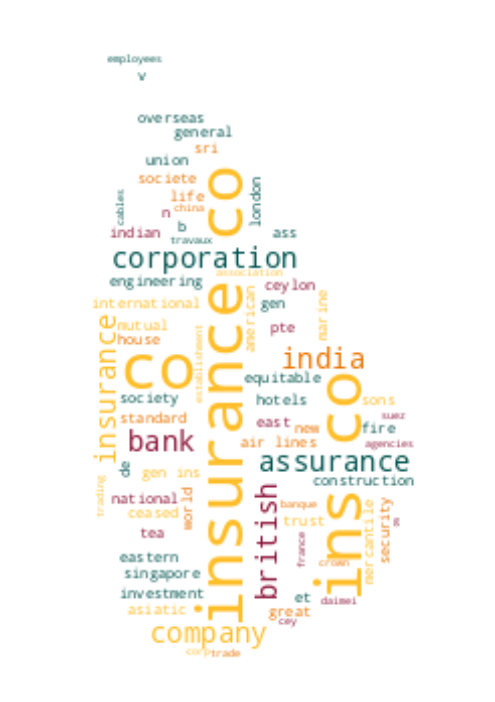 employees
v
overseas
general
sri
union
societe
life
china
n
cables
london
indian
b
travaux
ass
insurance co
corporation
association
engineering
ceylon
international
gen
american
marine
mutual
house
pte
establishment
insurance
co
india
equitable
society
hotels
ins co
sons
standard
east
new
fire
suez
bank
air lines
agencies
assurance
de
gen ins
construction
trading
national
world
british
banque
mercantile
security
ceased
trust
tea
france
eastern
crown
singapore
investment
et
daimei
asiatic
great
cey
company
corp
trade